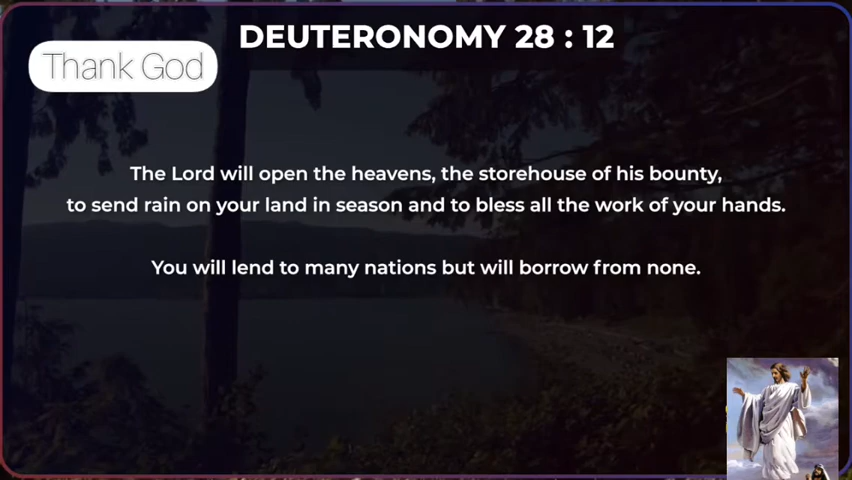 DEUTERONOMY 28 : 12
Thank God
The Lord will open the heavens, the storehouse of his bounty,
to send rain on your land in season and to bless all the work of your hands.
You will lend to many nations but will borrow from none.